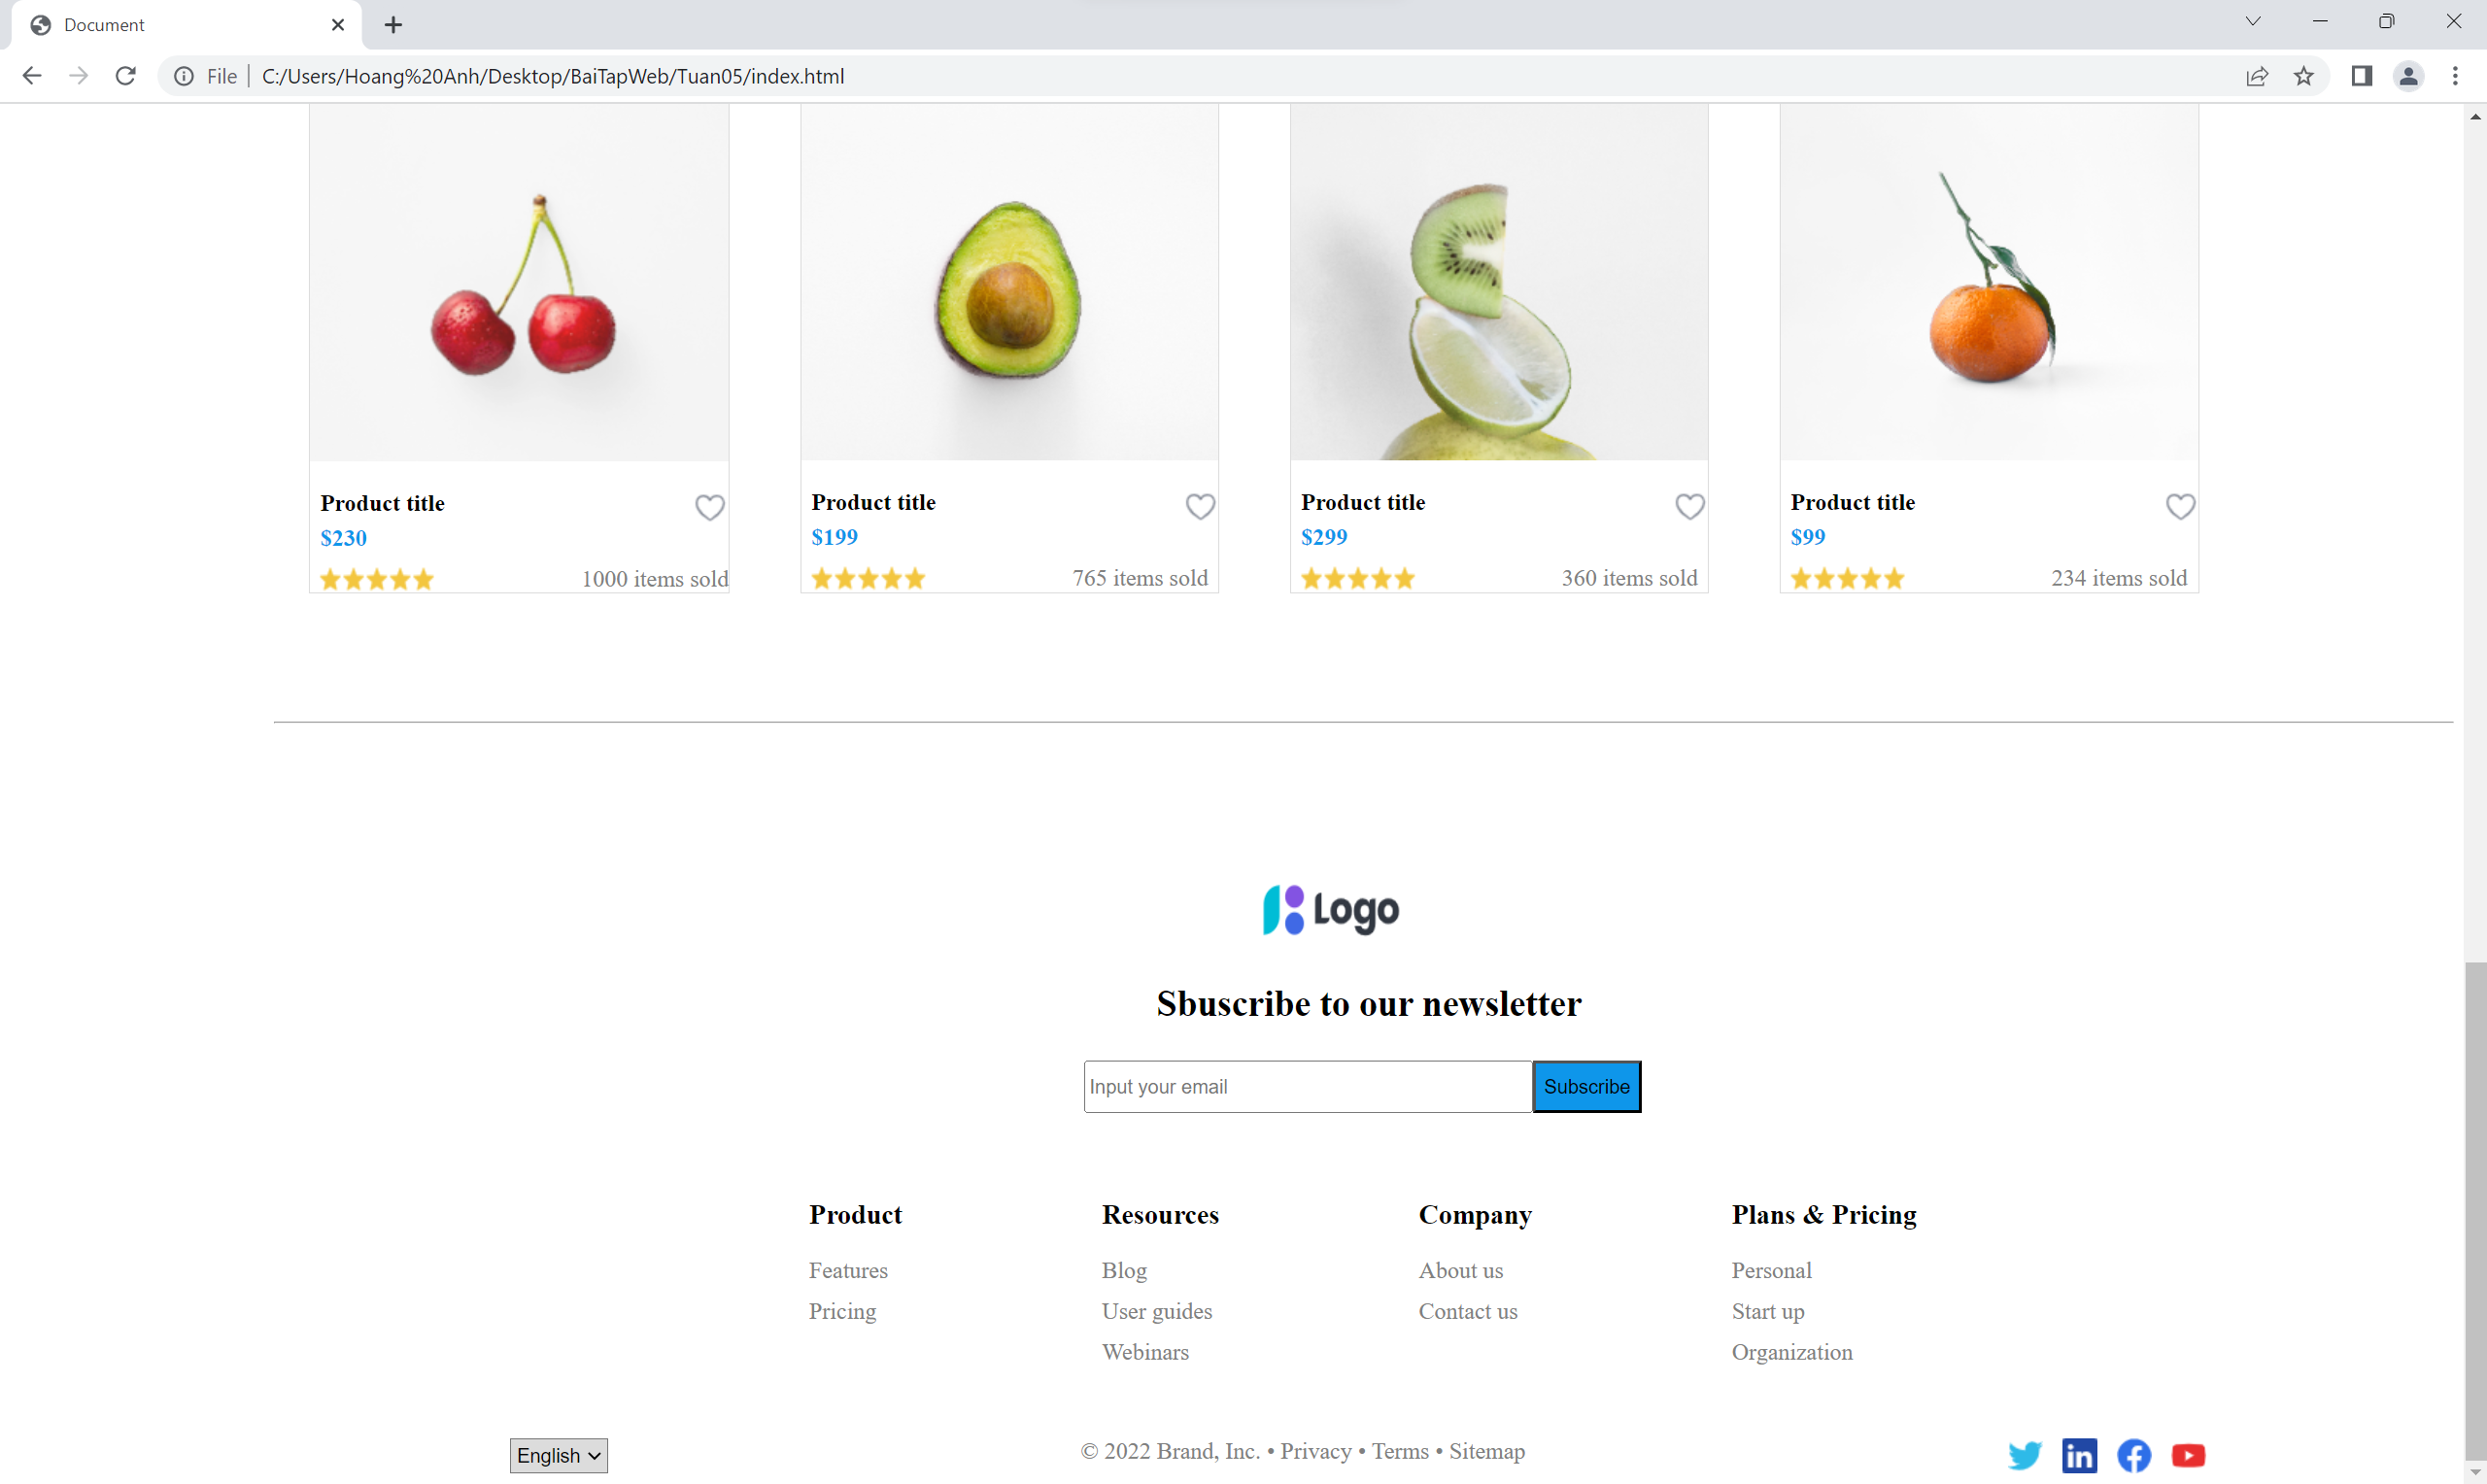 Document
File C:/Users/Hoang%20Anh/Desktop/BaiTapWeb/Tuan05/index.html
Product title Product title Product title Product title
$230 $199 $299 $99
1000 items sold 765 items sold 360 items sold 234 items sold
Logo
Sbuscribe to our newsletter
Input your email Subscribe
Product Resources Company Plans & Pricing
Features Blog About us Personal
Pricing User guides Contact us Start up
Webinars Organization
English © 2022 Brand, Inc. • Privacy • Terms • Sitemap in